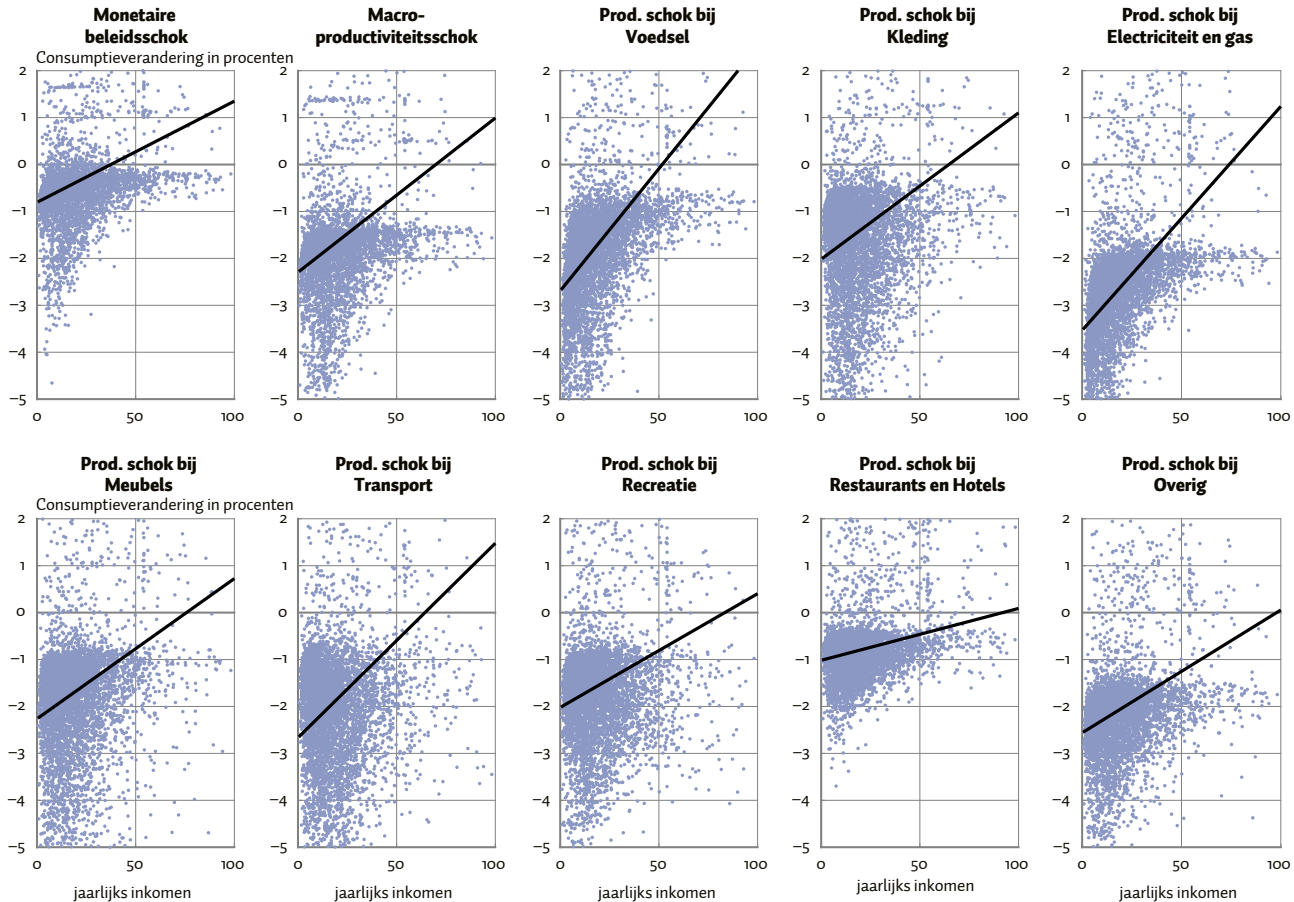 Monetaire
beleidsschok
Macro-
productiviteitsschok
Prod. schok bij
Voedsel
Prod. schok bij
Kleding
Prod. schok bij
Electriciteit en gas
Consumptieverandering in procenten
2
1
0
−1
−2
−3
−4
−5
0 50 100
2
1
0
−1
−2
−3
−4
−5
0 50 100
2
1
0
−1
−2
−3
−4
−5
0 50 100
2
1
0
−1
−2
−3
−4
−5
0 50 100
2
1
0
−1
−2
−3
−4
−5
0 50 100
Prod. schok bij
Meubels
Prod. schok bij
Transport
Prod. schok bij
Recreatie
Prod. schok bij
Restaurants en Hotels
Prod. schok bij
Overig
Consumptieverandering in procenten
2
1
0
−1
−2
−3
−4
−5
0 50 100
jaarlijks inkomen
2
1
0
−1
−2
−3
−4
−5
0 50 100
jaarlijks inkomen
2
1
0
−1
−2
−3
−4
−5
0 50 100
jaarlijks inkomen
2
1
0
−1
−2
−3
−4
−5
0 50 100
jaarlijks inkomen
2
1
0
−1
−2
−3
−4
−5
0 50 100
jaarlijks inkomen